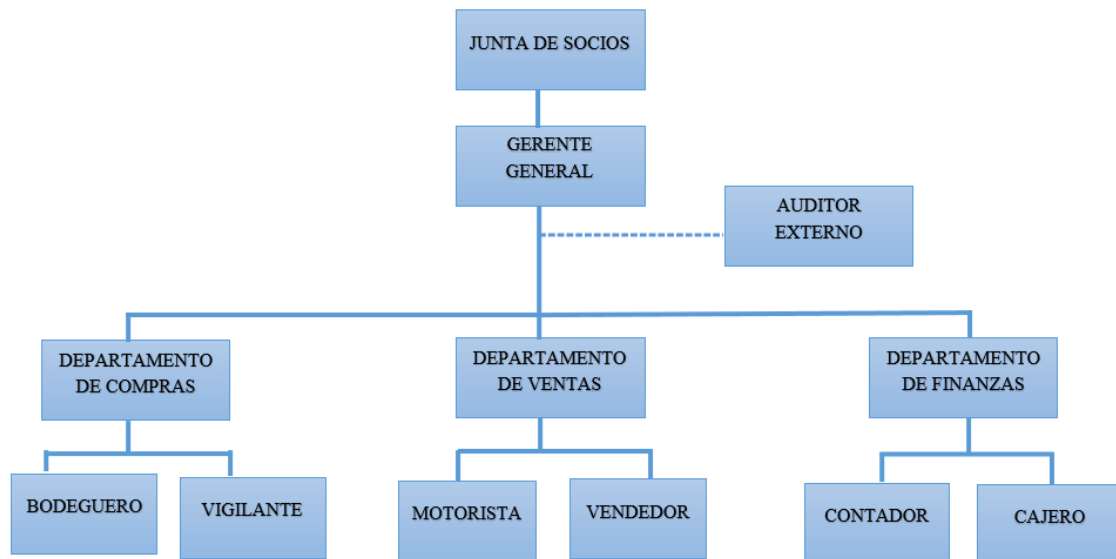 JUNTA DE SOCIOS
GERENTE
GENERAL
AUDITOR
EXTERNO
DEPARTAMENTO
DE COMPRAS
DEPARTAMENTO
DE VENTAS
DEPARTAMENTO
DE FINANZAS
BODEGUERO
VIGILANTE
MOTORISTA
VENDEDOR
CONTADOR
CAJERO